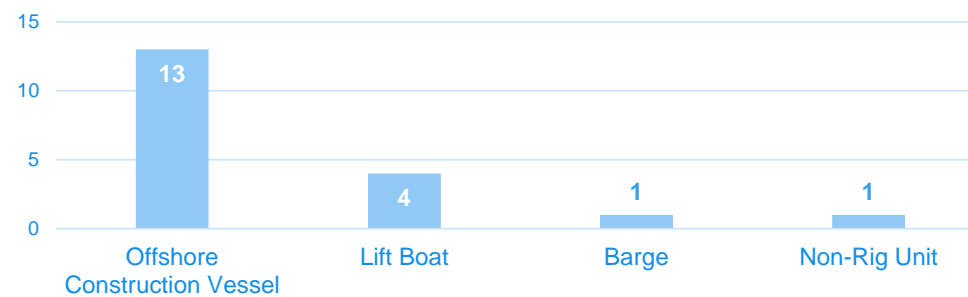 15
13
10
5
4
1
1
0
Offshore
Construction Vessel
Lift Boat
Barge
Non-Rig Unit